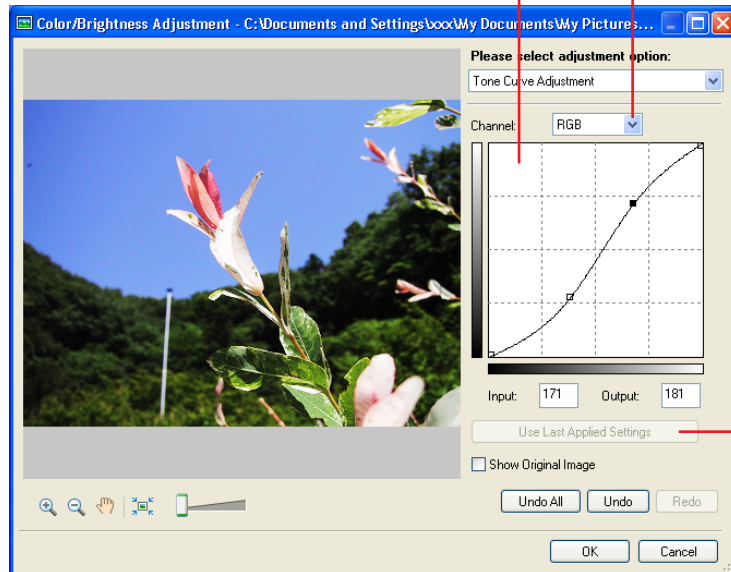 Color/Brightness Adjustment - C:\Documents and Settings\xxx\My Documents\My Pictures...
Please select adjustment option:
Tone Curve Adjustment
Channel: RGB
Input: 171 Output: 181
Use Last Applied Settings
Show Original Image
Undo All Undo Redo
OK Cancel